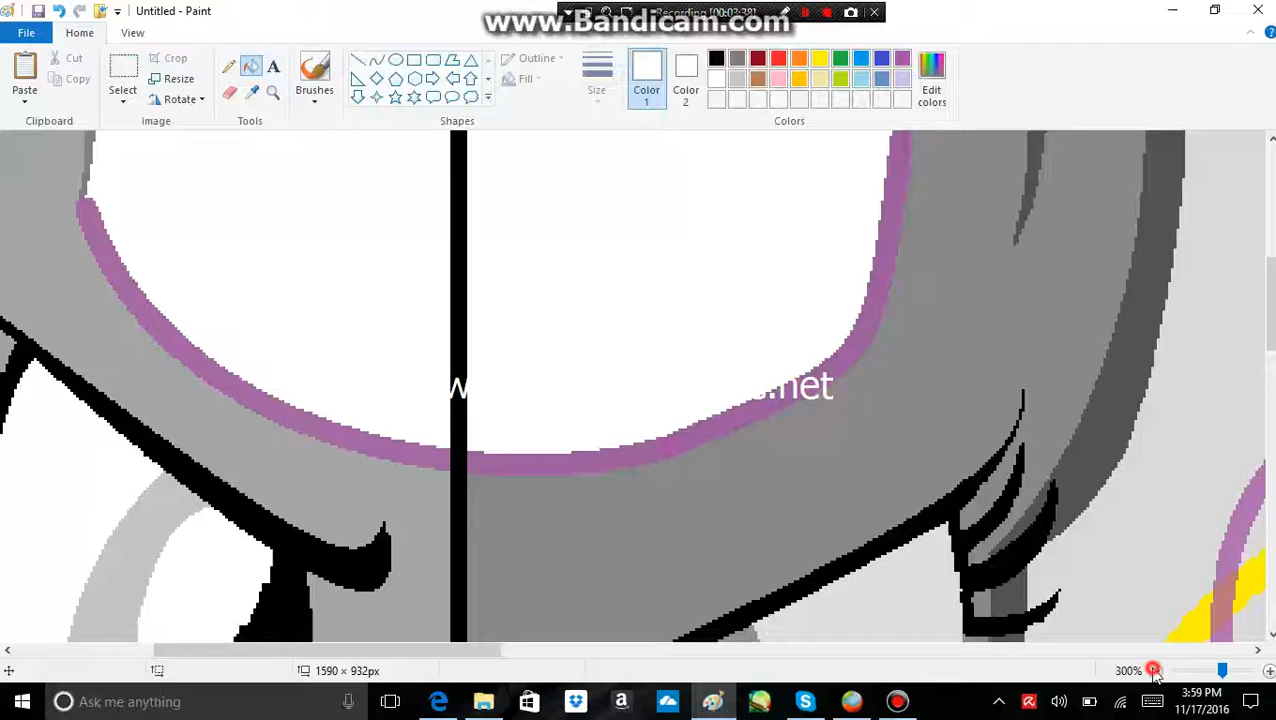 Untitled - Paint
Recording [00:03:38]
www.Bandicam.com
File
Home
View
Cut
Copy
Paste
Clipboard
Crop
Resize
Rotate
Select
Image
Tools
Brushes
Shapes
Outline
Fill
Size
Color 1
Color 2
Edit colors
Colors
.net
1590 × 932px
300%
Ask me anything
3:59 PM
11/17/2016